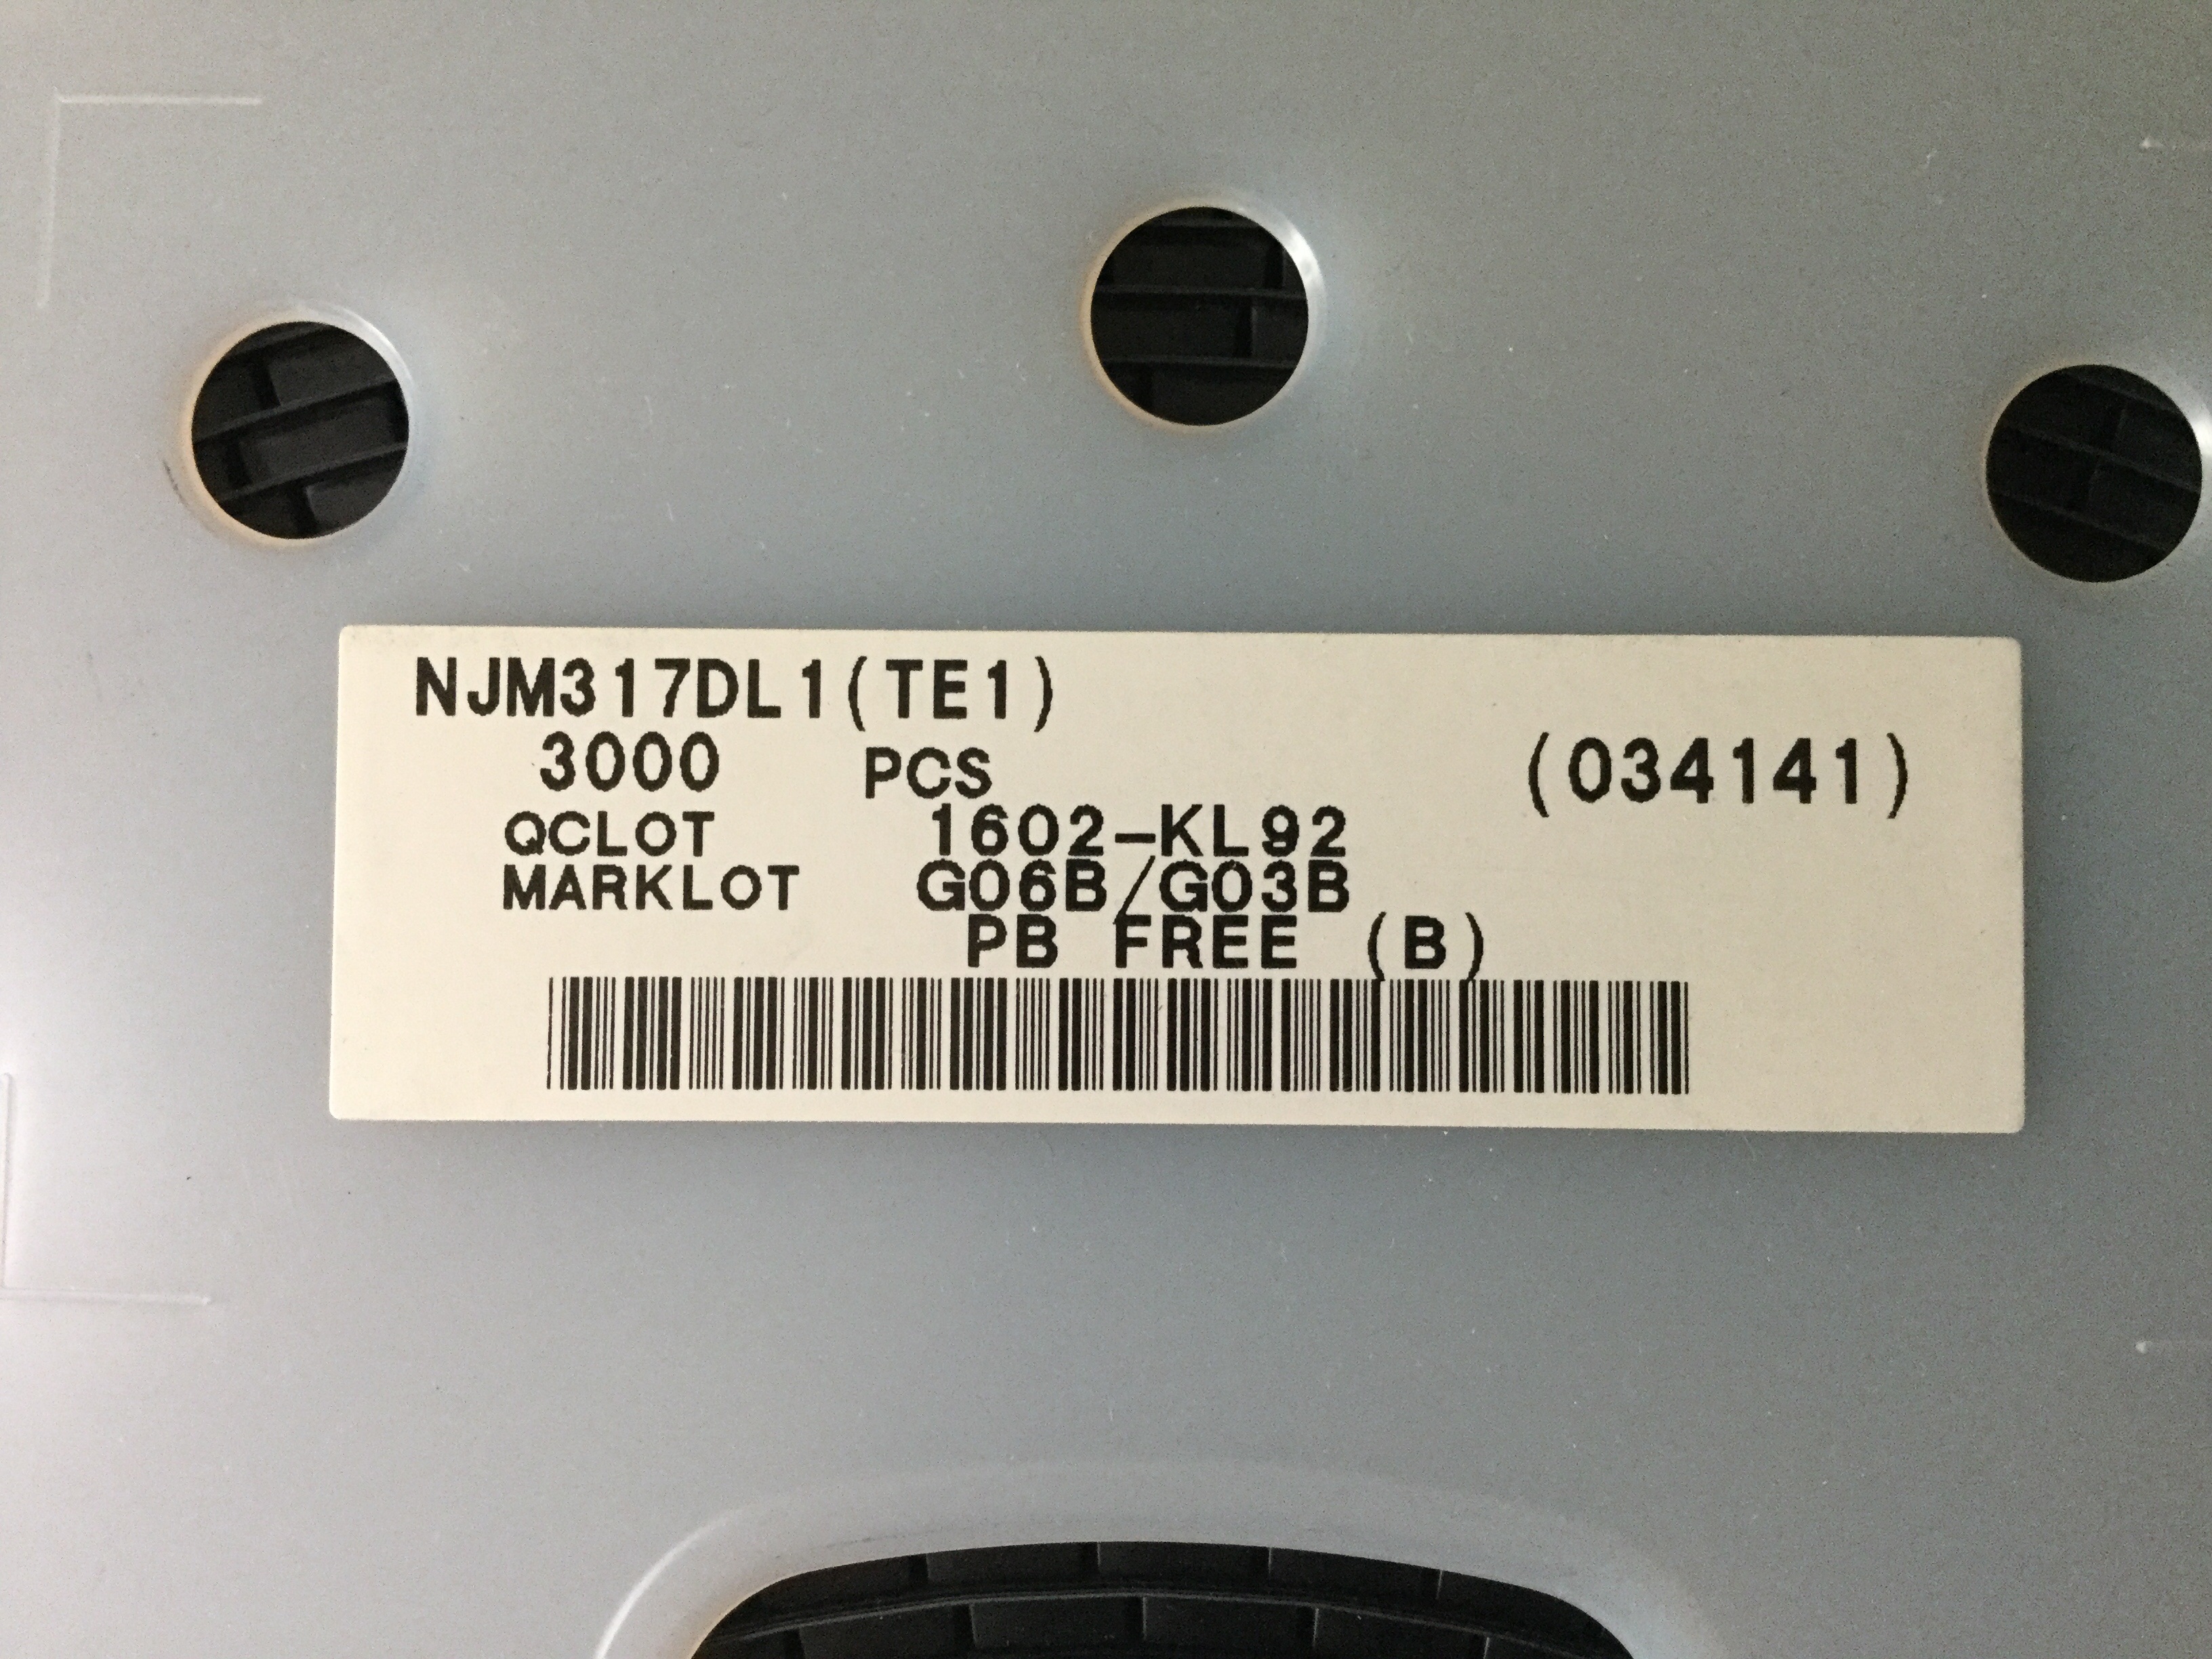 NJM317DL1(TE1)
3000 PCS (034141)
QCLOT 1602-KL92
MARKLOT G06B/G03B
PB FREE (B)